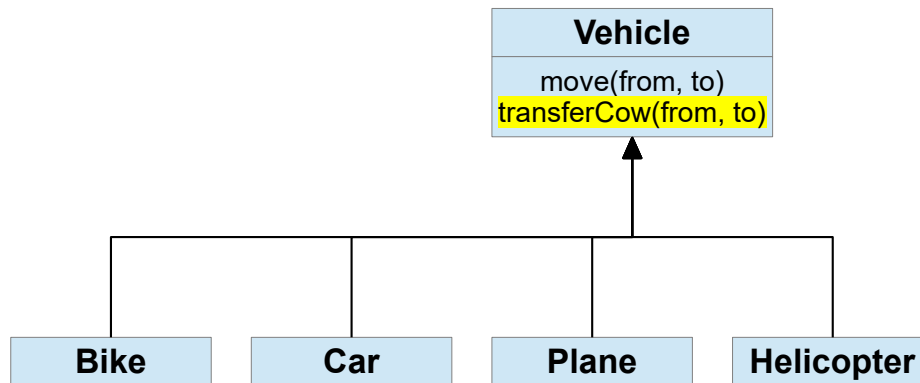 Vehicle
move(from, to)
transferCow(from, to)
Bike
Car
Plane
Helicopter